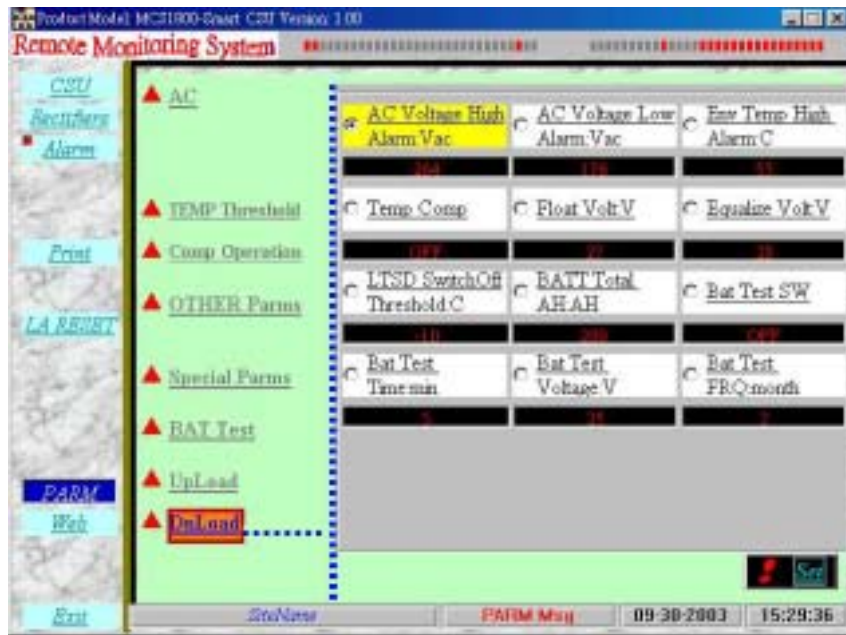 Product Model: MCS1800-Smart CSU Version: 1.00
Remote Monitoring System
CSU
Rectifiers
Alarm
Print
LA RESET
PARM
Web
Exit
AC
TEMP Threshold
Comp Operation
OTHER Parms
Special Parms
BAT Test
UpLoad
DnLoad
AC Voltage High
Alarm:Vac
AC Voltage Low
Alarm:Vac
Env Temp High
Alarm:C
264
176
55
Temp Comp
Float Volt:V
Equalize Volt:V
OFF
27
28
LTSD SwitchOff
Threshold:C
BATT Total
AH:AH
Bat Test SW
-10
200
OFF
Bat Test
Time:min
Bat Test
Voltage:V
Bat Test
FRQ:month
5
25
Set
SiteName
PARM Msg
09-30-2003
15:29:36